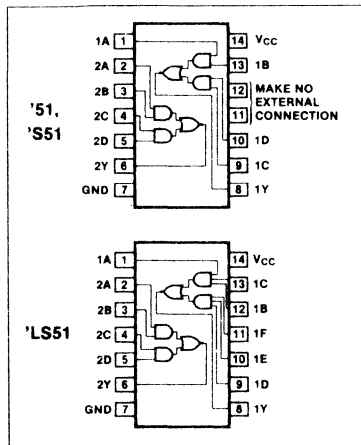 1A 1 14 VCC
2A 2 13 1B
2B 3 12 MAKE NO
EXTERNAL
2C 4 11 CONNECTION
2D 5 10 1D
2Y 6 9 1C
GND 7 8 1Y
'51,
'S51
1A 1 14 VCC
2A 2 13 1C
2B 3 12 1B
2C 4 11 1F
2D 5 10 1E
2Y 6 9 1D
GND 7 8 1Y
'LS51